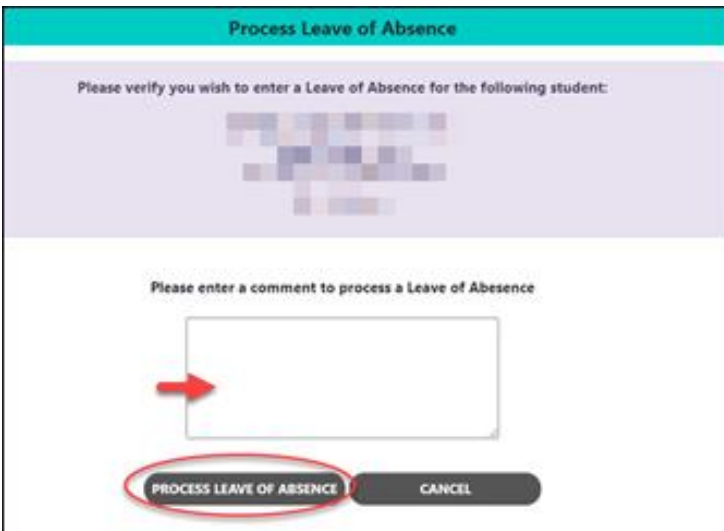 Process Leave of Absence
Please verify you wish to enter a Leave of Absence for the following student:
Please enter a comment to process a Leave of Abesence
PROCESS LEAVE OF ABSENCE
CANCEL